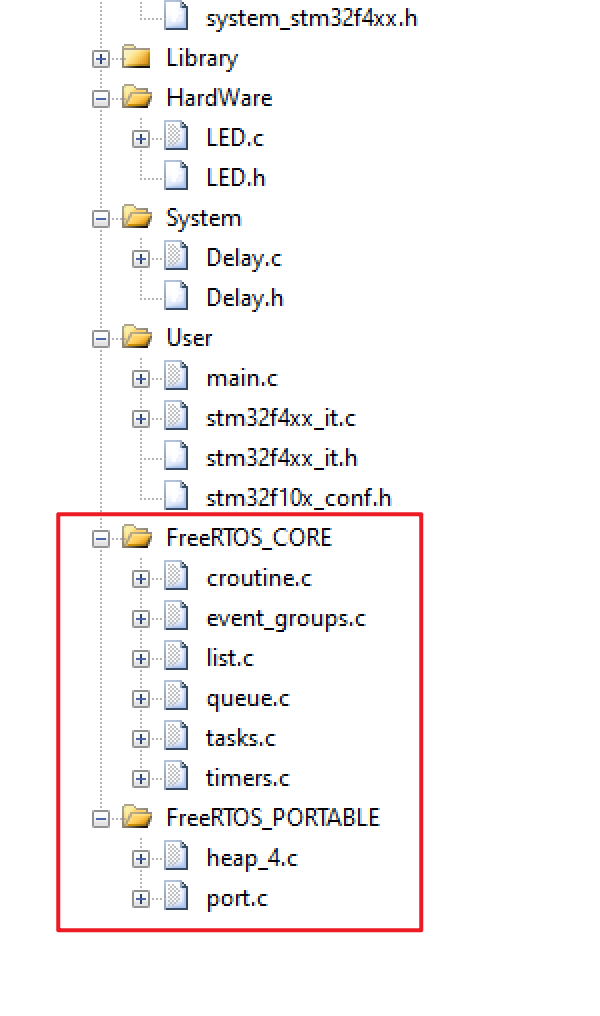 system_stm32f4xx.h
Library
HardWare
LED.c
LED.h
System
Delay.c
Delay.h
User
main.c
stm32f4xx_it.c
stm32f4xx_it.h
stm32f10x_conf.h
FreeRTOS_CORE
croutine.c
event_groups.c
list.c
queue.c
tasks.c
timers.c
FreeRTOS_PORTABLE
heap_4.c
port.c